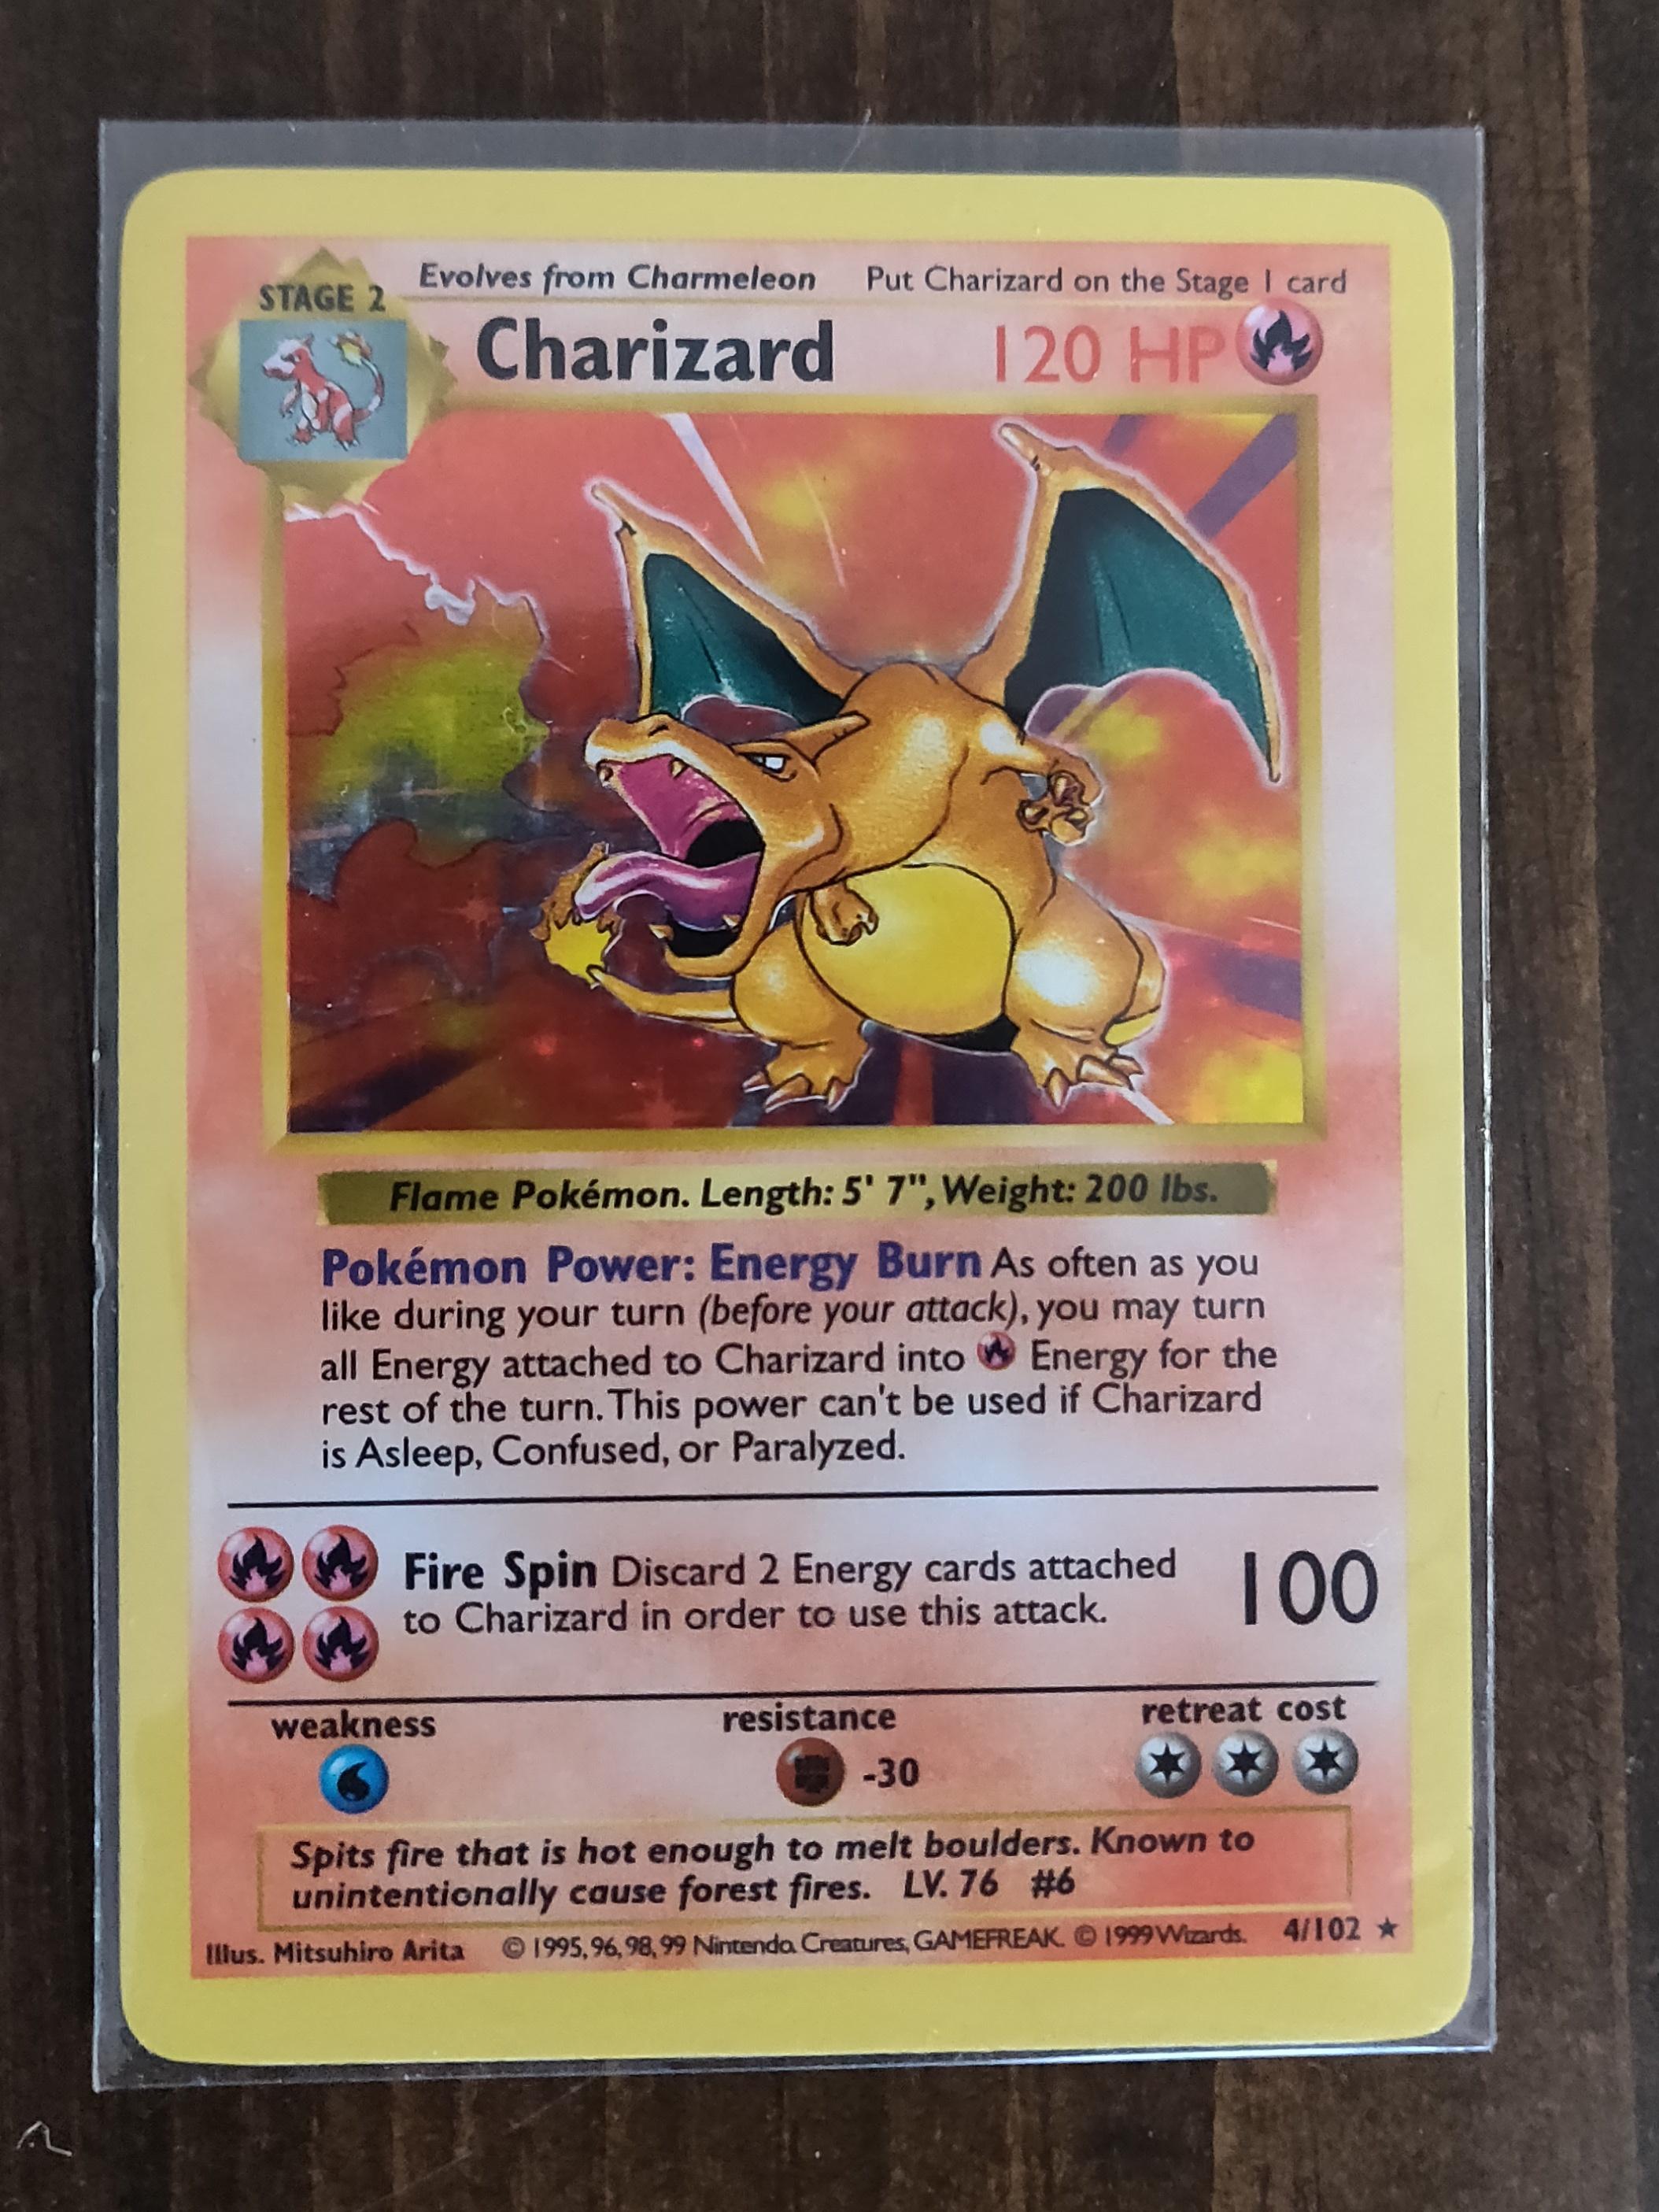 Evolves from Charmeleon Put Charizard on the Stage 1 card
STAGE 2
Charizard 120 HP
Flame Pokémon. Length: 5' 7", Weight: 200 lbs.
Pokémon Power: Energy Burn As often as you
like during your turn (before your attack), you may turn
all Energy attached to Charizard into Energy for the
rest of the turn. This power can't be used if Charizard
is Asleep, Confused, or Paralyzed.
Fire Spin Discard 2 Energy cards attached
to Charizard in order to use this attack.
100
weakness resistance retreat cost
-30
Spits fire that is hot enough to melt boulders. Known to
unintentionally cause forest fires. LV. 76 #6
Illus. Mitsuhiro Arita © 1995, 96, 98, 99 Nintendo, Creatures, GAMEFREAK. © 1999 Wizards. 4/102 ★